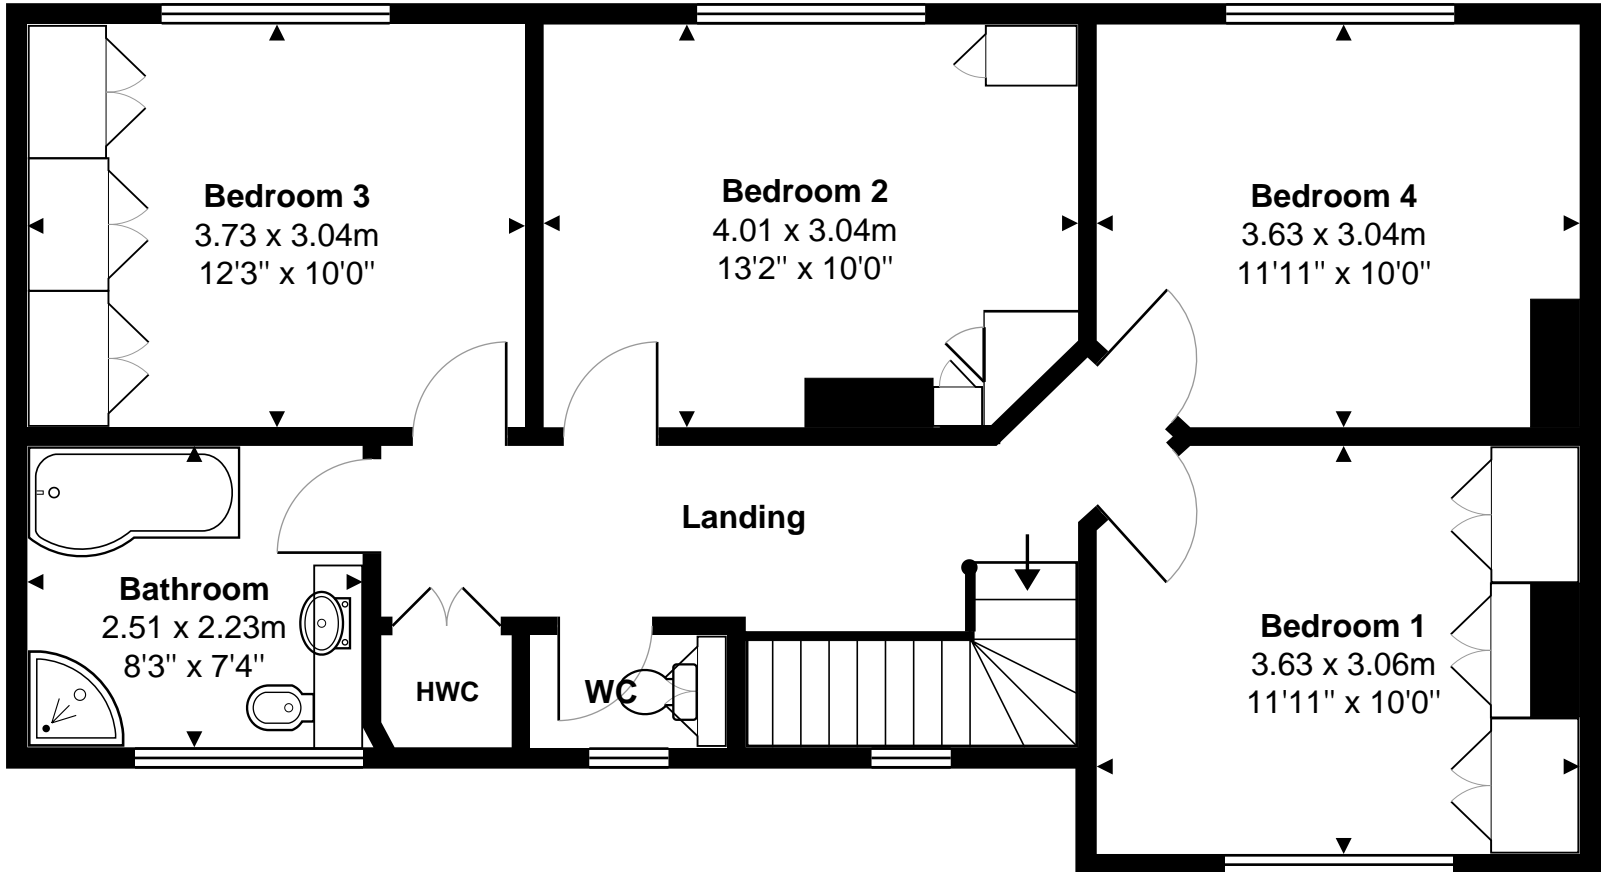 Bedroom 3
3.73 x 3.04m
12'3" x 10'0"
Bedroom 2
4.01 x 3.04m
13'2" x 10'0"
Bedroom 4
3.63 x 3.04m
11'11" x 10'0"
Landing
Bathroom
2.51 x 2.23m
8'3" x 7'4"
HWC
WC
Bedroom 1
3.63 x 3.06m
11'11" x 10'0"